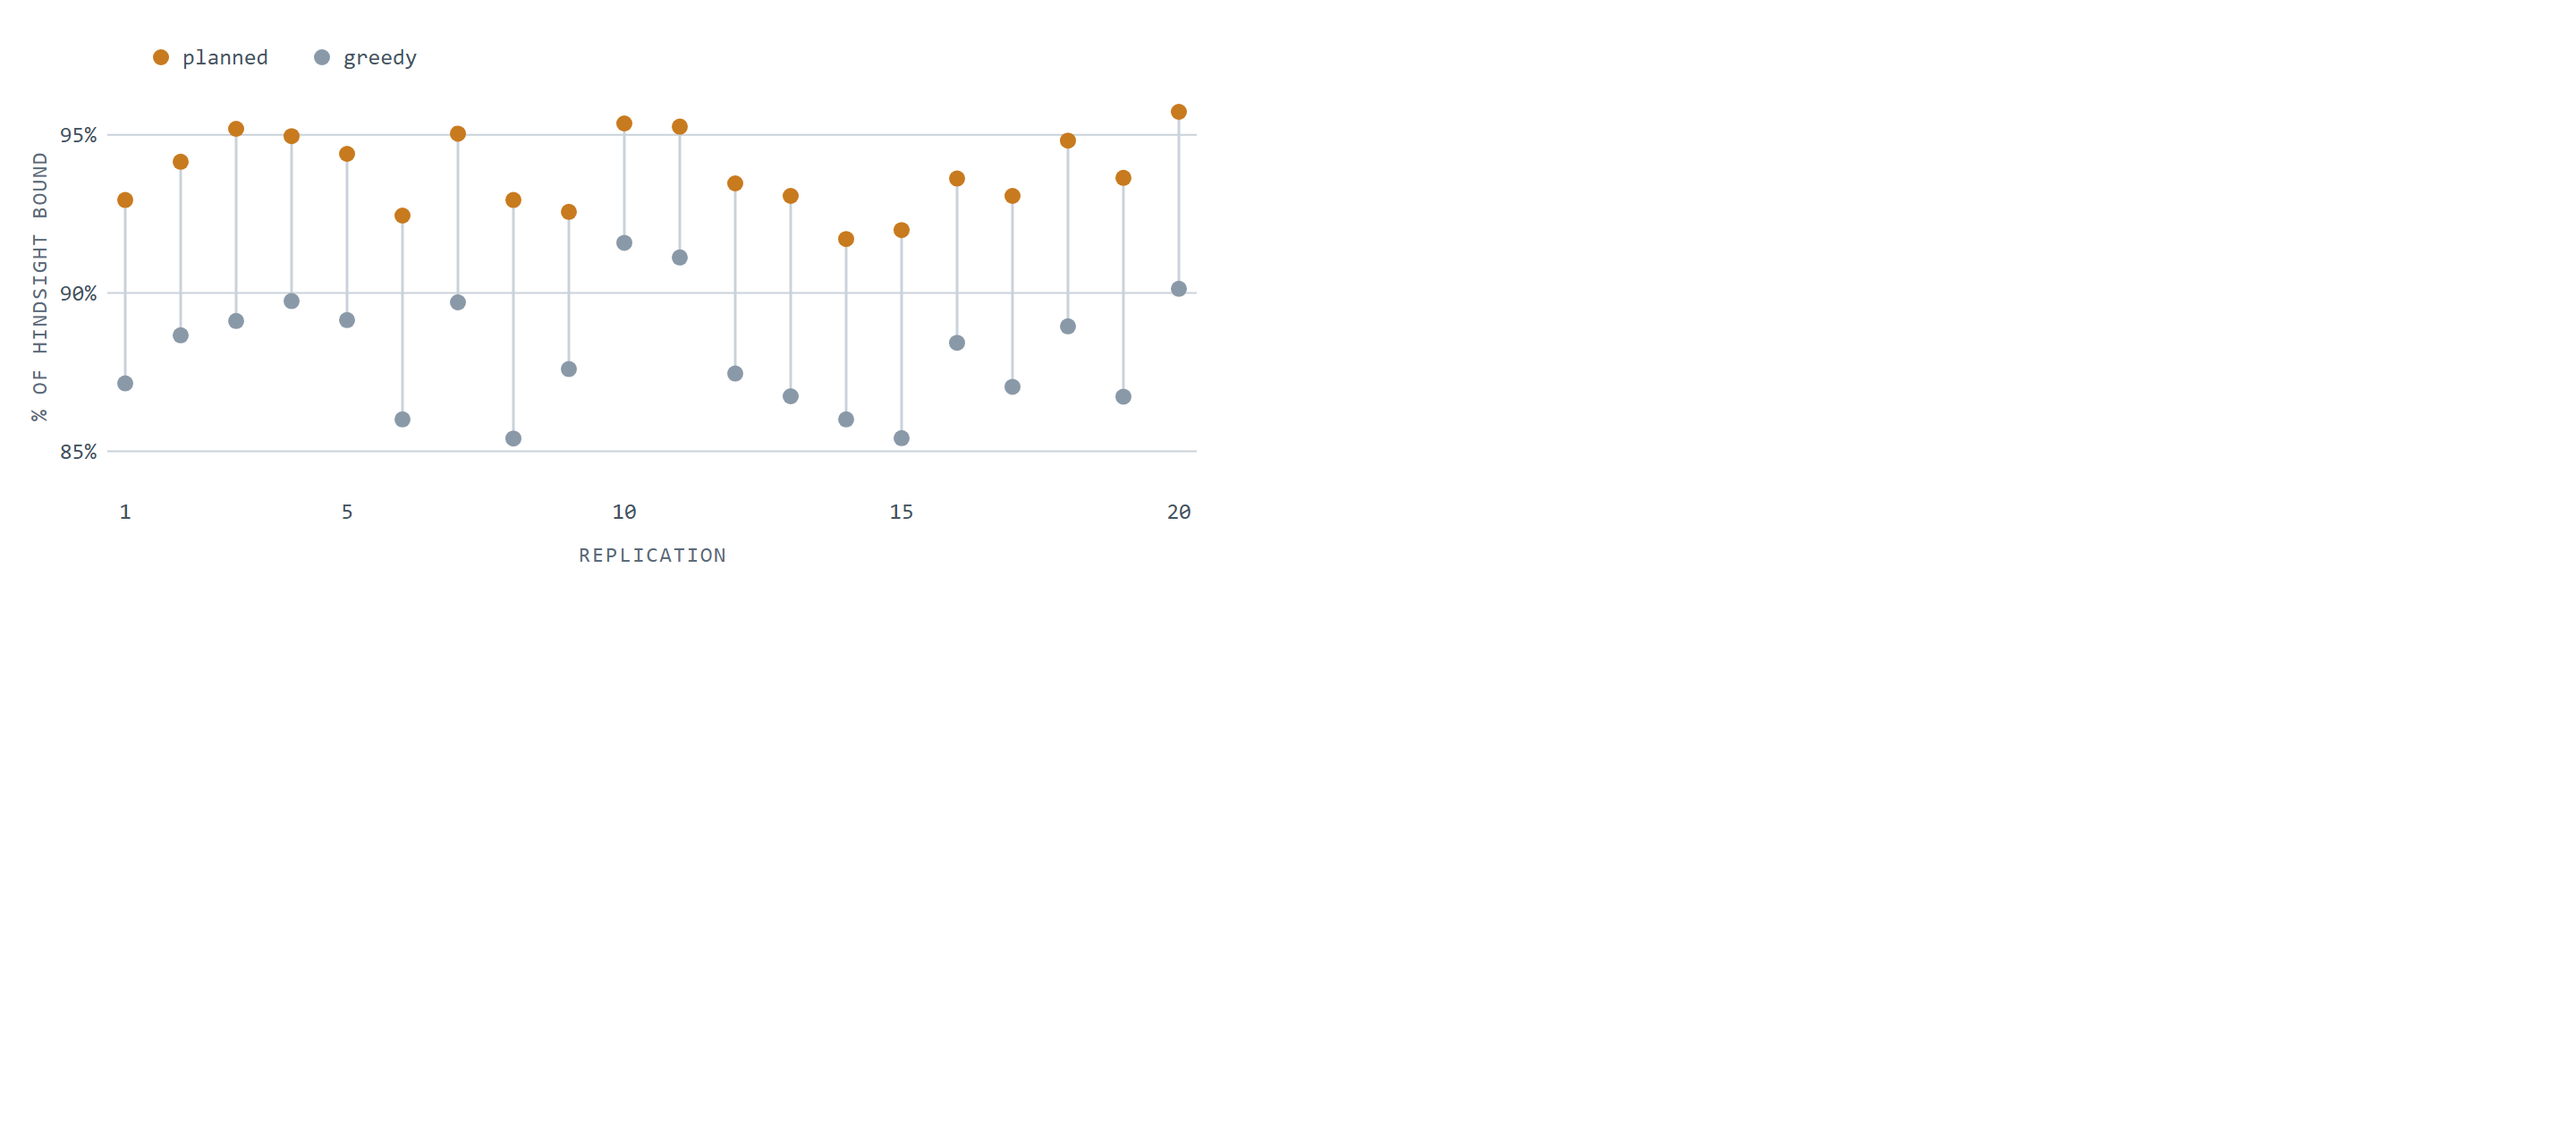 planned greedy
95%
90%
85%
% OF HINDSIGHT BOUND
1 5 10 15 20
REPLICATION